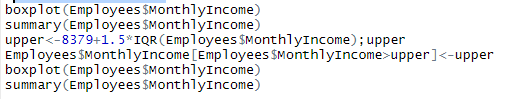 boxplot(Employees$MonthlyIncome)
summary(Employees$MonthlyIncome)
upper<-8379+1.5*IQR(Employees$MonthlyIncome);upper
Employees$MonthlyIncome[Employees$MonthlyIncome>upper]<-upper
boxplot(Employees$MonthlyIncome)
summary(Employees$MonthlyIncome)